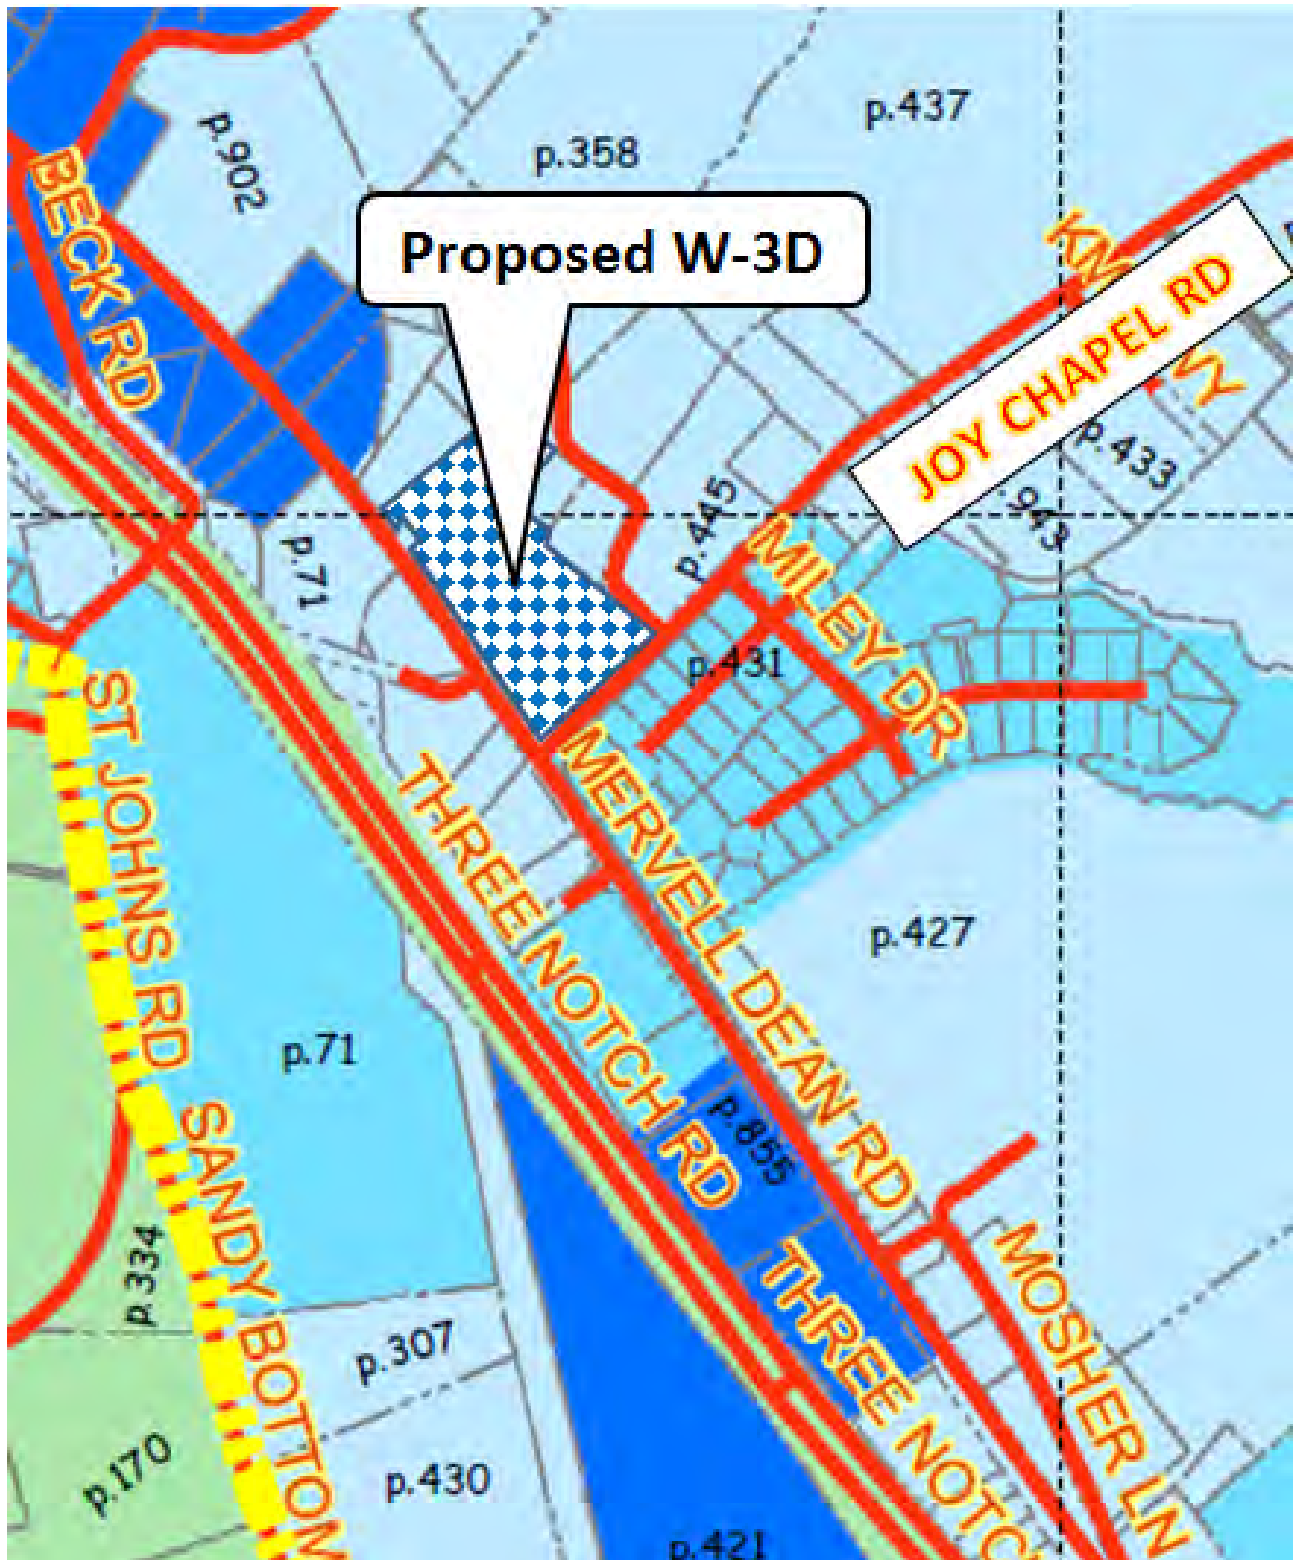 p.437
p.902
p.358
BECK RD
Proposed W-3D
JOY CHAPEL RD
p.433
p.445
p.71
MILEY DR
p.431
ST JOHNS RD
MERVELL DEAN RD
THREE NOTCH RD
p.427
p.71
p.855
SANDY BOTTOM
p.334
MOSHER LN
THREE NOTC
p.307
p.170
p.430
p.421